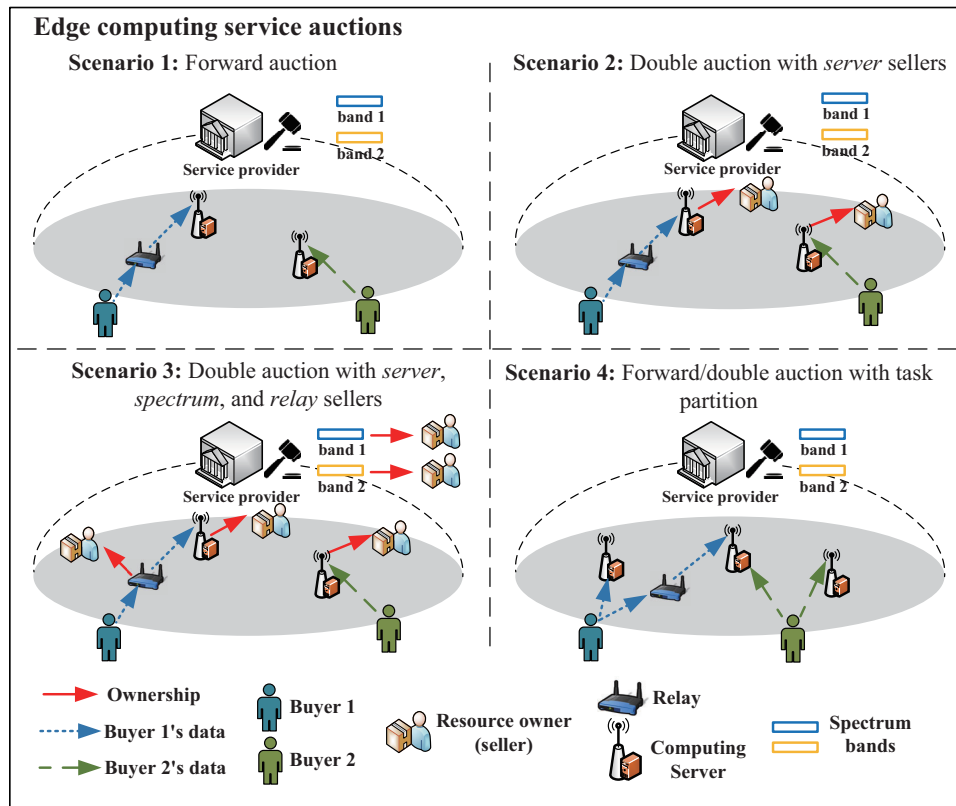 Edge computing service auctions
Scenario 1: Forward auction
band 1
band 2
Service provider
Scenario 2: Double auction with server sellers
band 1
band 2
Service provider
Scenario 3: Double auction with server,
spectrum, and relay sellers
band 1
band 2
Service provider
Scenario 4: Forward/double auction with task
partition
band 1
band 2
Service provider
Ownership
Buyer 1's data
Buyer 2's data
Buyer 1
Buyer 2
Resource owner
(seller)
Relay
Computing
Server
Spectrum
bands